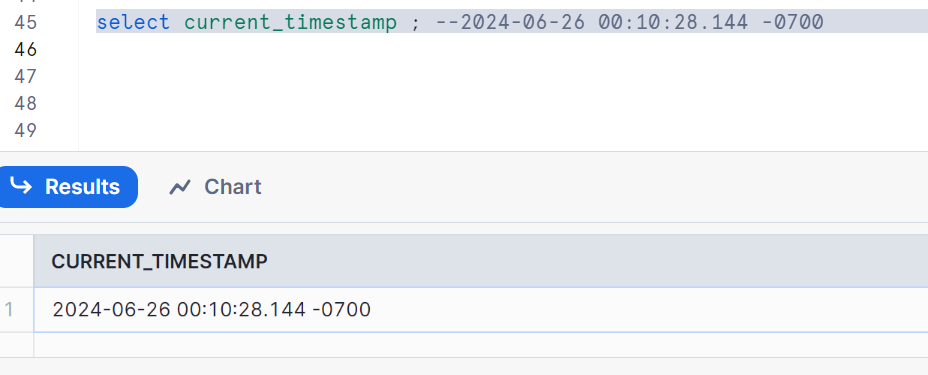 45 select current_timestamp ; --2024-06-26 00:10:28.144 -0700
46
47
48
49
Results Chart
CURRENT_TIMESTAMP
1 2024-06-26 00:10:28.144 -0700